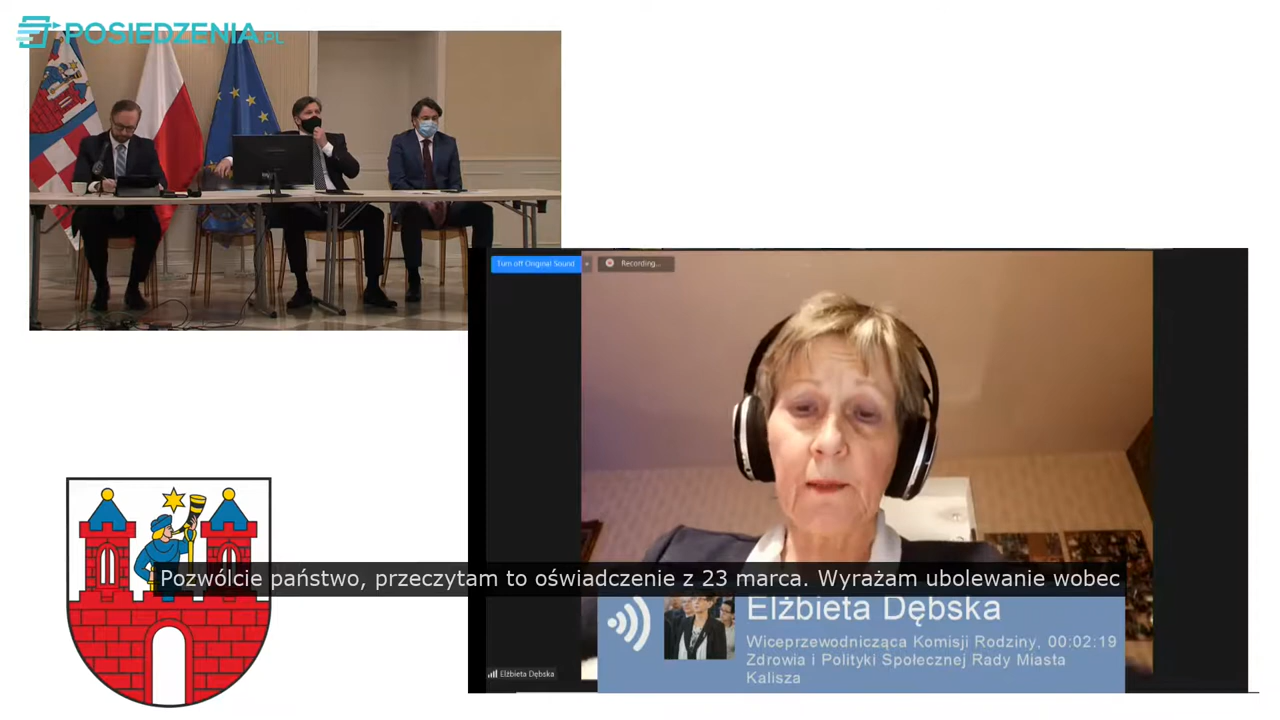 POSIEDZENIA.PL
Turn off Original Sound
Recording...
Pozwólcie państwo, przeczytam to oświadczenie z 23 marca. Wyrażam ubolewanie wobec
Elżbieta Dębska
Wiceprzewodnicząca Komisji Rodziny, 00:02:19
Zdrowia i Polityki Społecznej Rady Miasta
Kalisza
Elżbieta Dębska